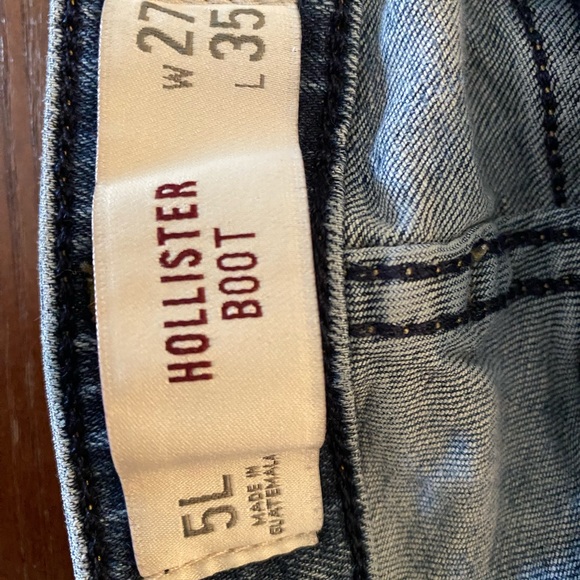 5L
MADE IN
GUATEMALA
HOLLISTER
BOOT
W 27
L 35